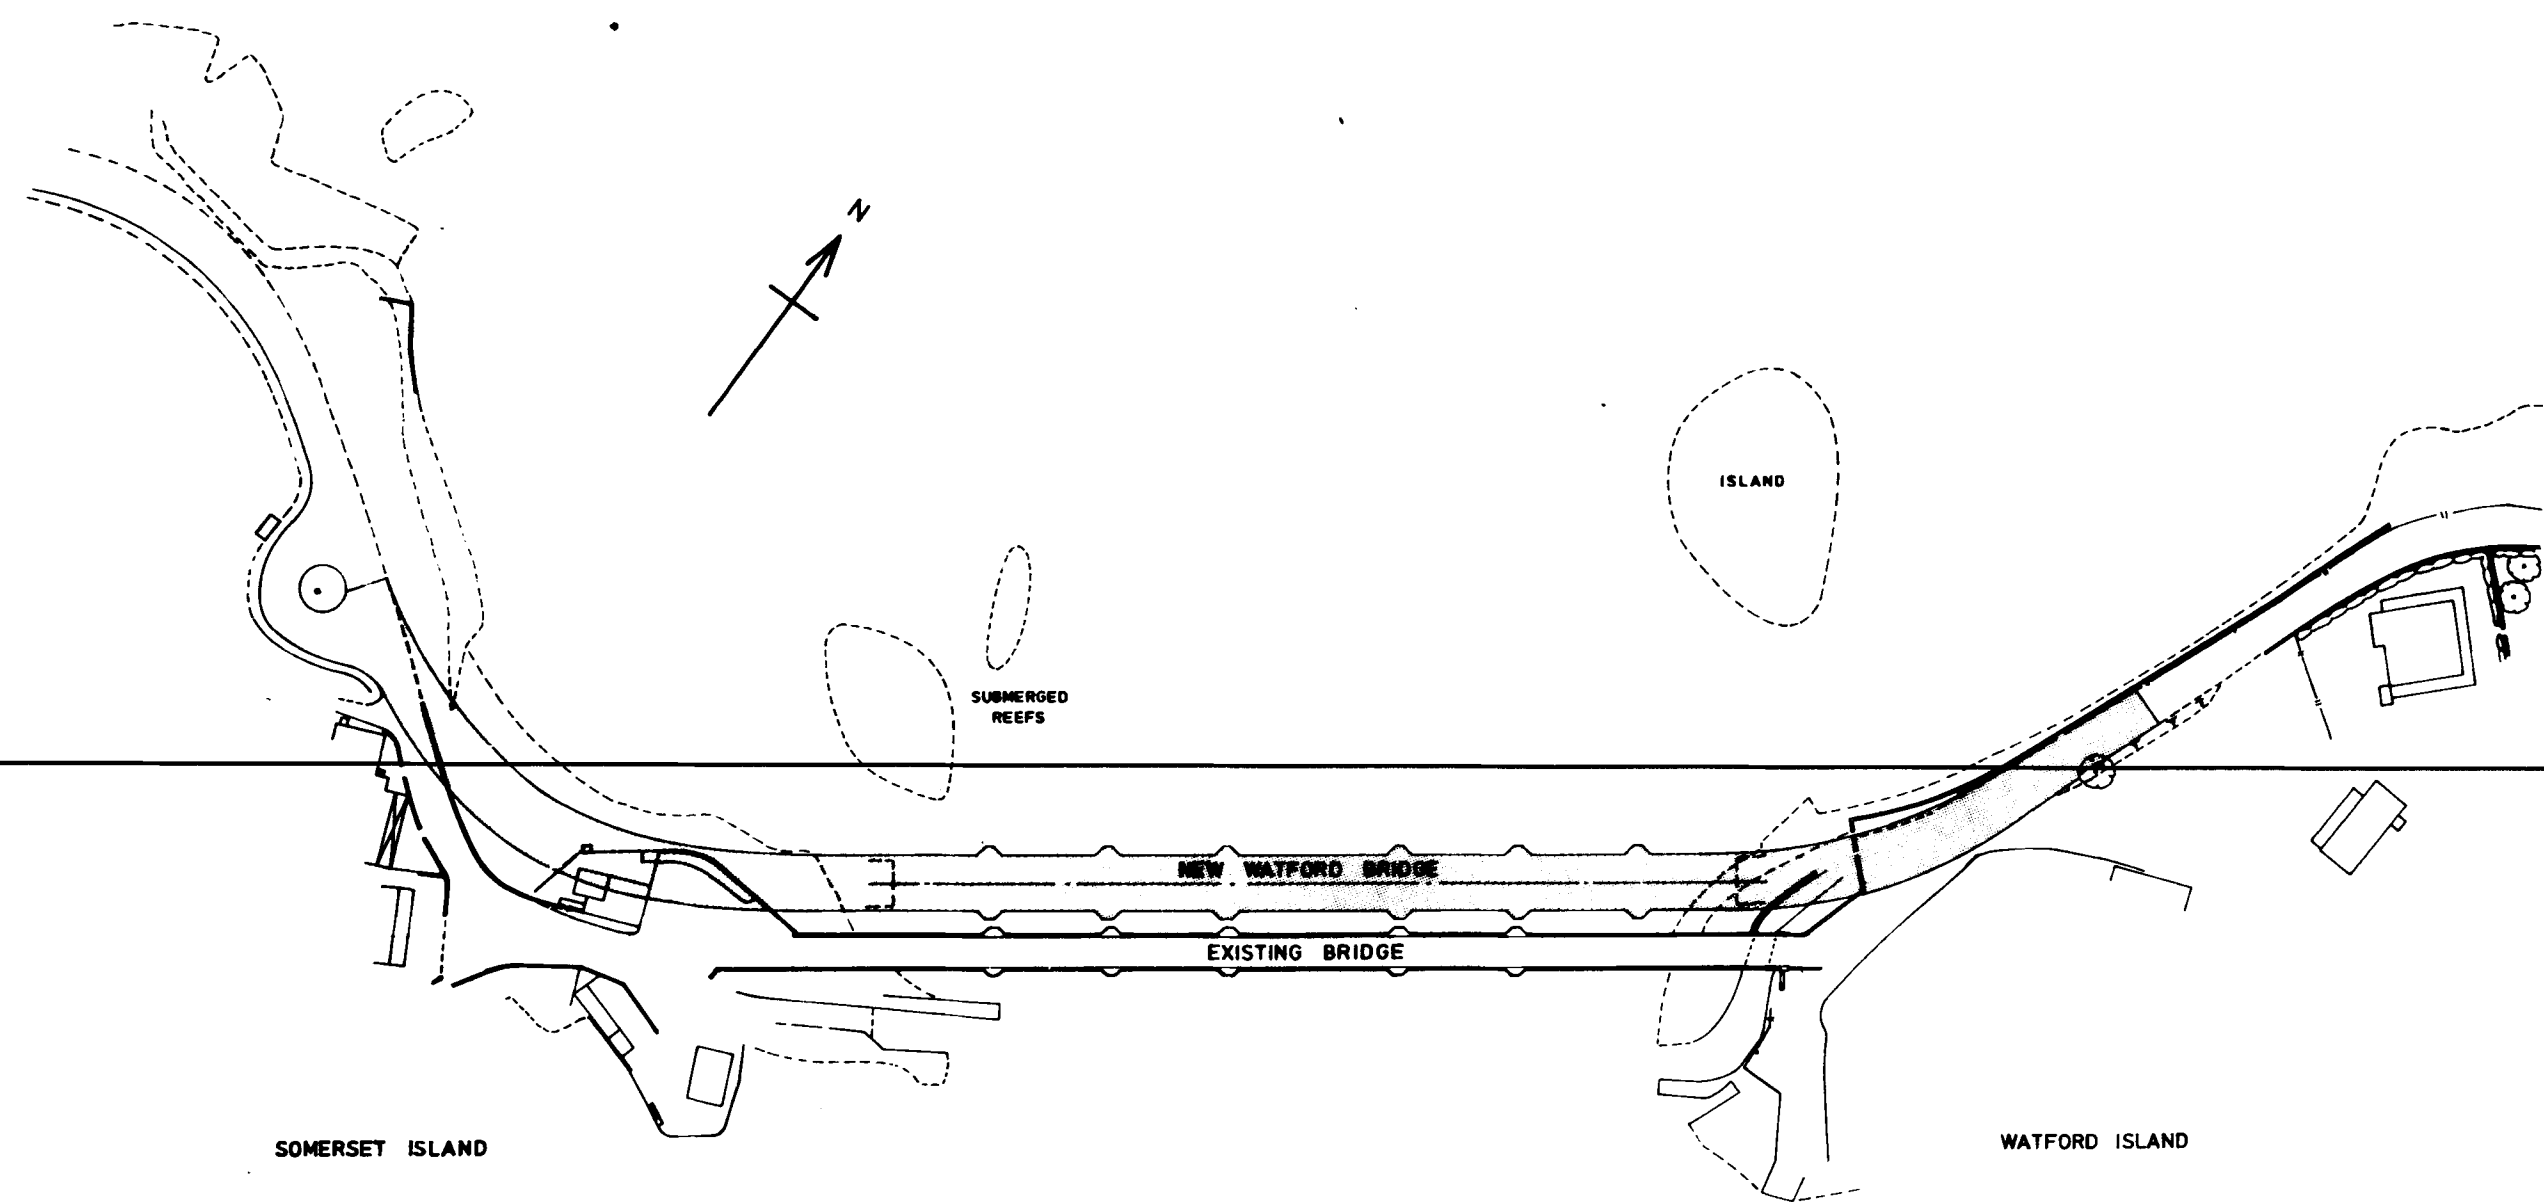 N
ISLAND
SUBMERGED
REEFS
NEW WATFORD BRIDGE
EXISTING BRIDGE
SOMERSET ISLAND
WATFORD ISLAND